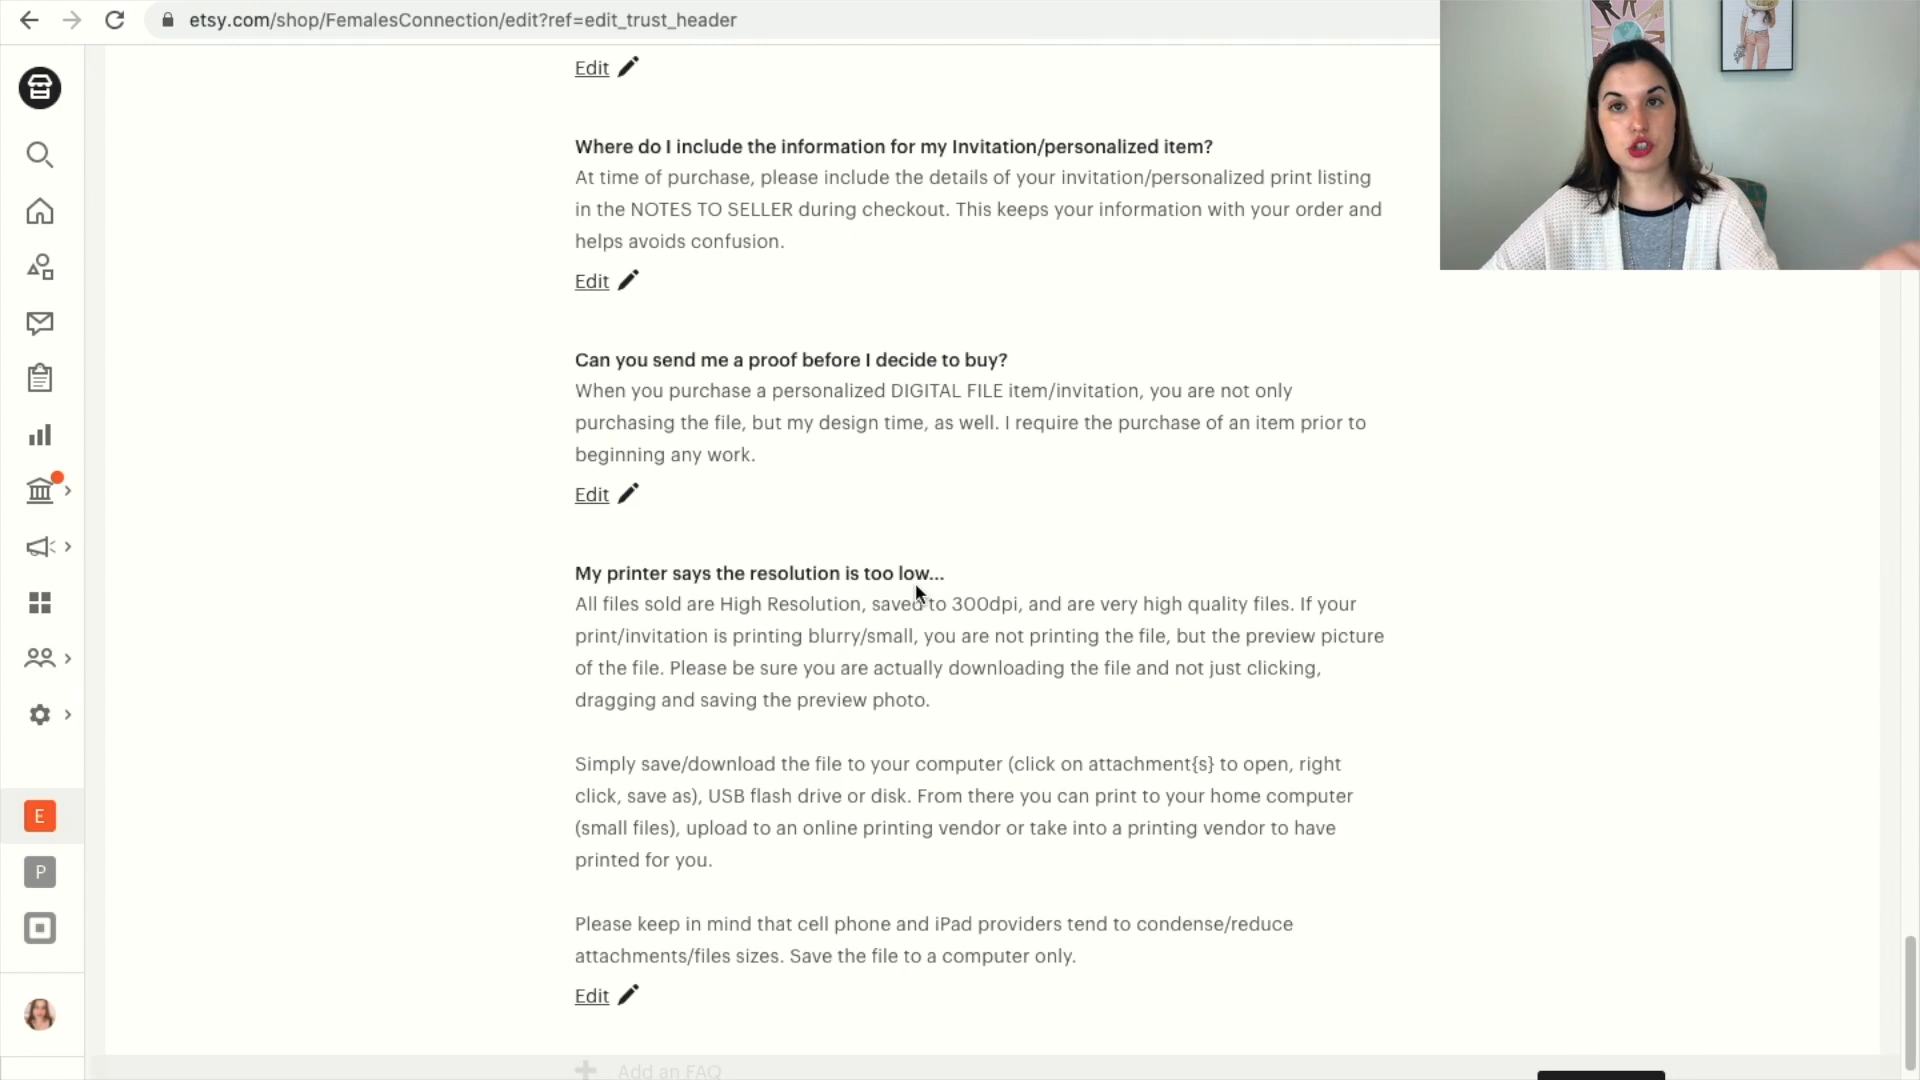 etsy.com/shop/FemalesConnection/edit?ref=edit_trust_header
Edit
Where do I include the information for my Invitation/personalized item?
At time of purchase, please include the details of your invitation/personalized print listing
in the NOTES TO SELLER during checkout. This keeps your information with your order and
helps avoids confusion.
Edit
Can you send me a proof before I decide to buy?
When you purchase a personalized DIGITAL FILE item/invitation, you are not only
purchasing the file, but my design time, as well. I require the purchase of an item prior to
beginning any work.
Edit
My printer says the resolution is too low...
All files sold are High Resolution, saved to 300dpi, and are very high quality files. If your
print/invitation is printing blurry/small, you are not printing the file, but the preview picture
of the file. Please be sure you are actually downloading the file and not just clicking,
dragging and saving the preview photo.
Simply save/download the file to your computer (click on attachment{s} to open, right
click, save as), USB flash drive or disk. From there you can print to your home computer
(small files), upload to an online printing vendor or take into a printing vendor to have
printed for you.
Please keep in mind that cell phone and iPad providers tend to condense/reduce
attachments/files sizes. Save the file to a computer only.
Edit
Add an FAQ
E
P